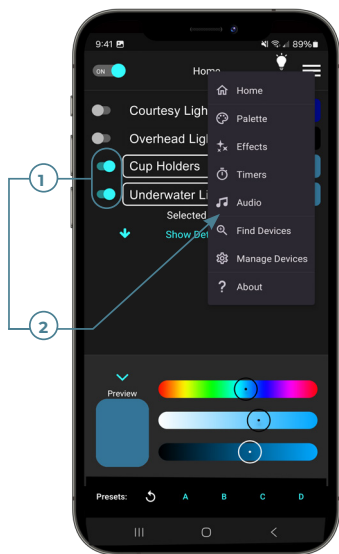 9:41 89%
ON Home
Home
Courtesy Ligh
Palette
Overhead Ligh
Effects
1 Cup Holders
Timers
Underwater Li
Audio
Selected
Find Devices
Show Det
2 Manage Devices
About
Preview
Presets: A B C D